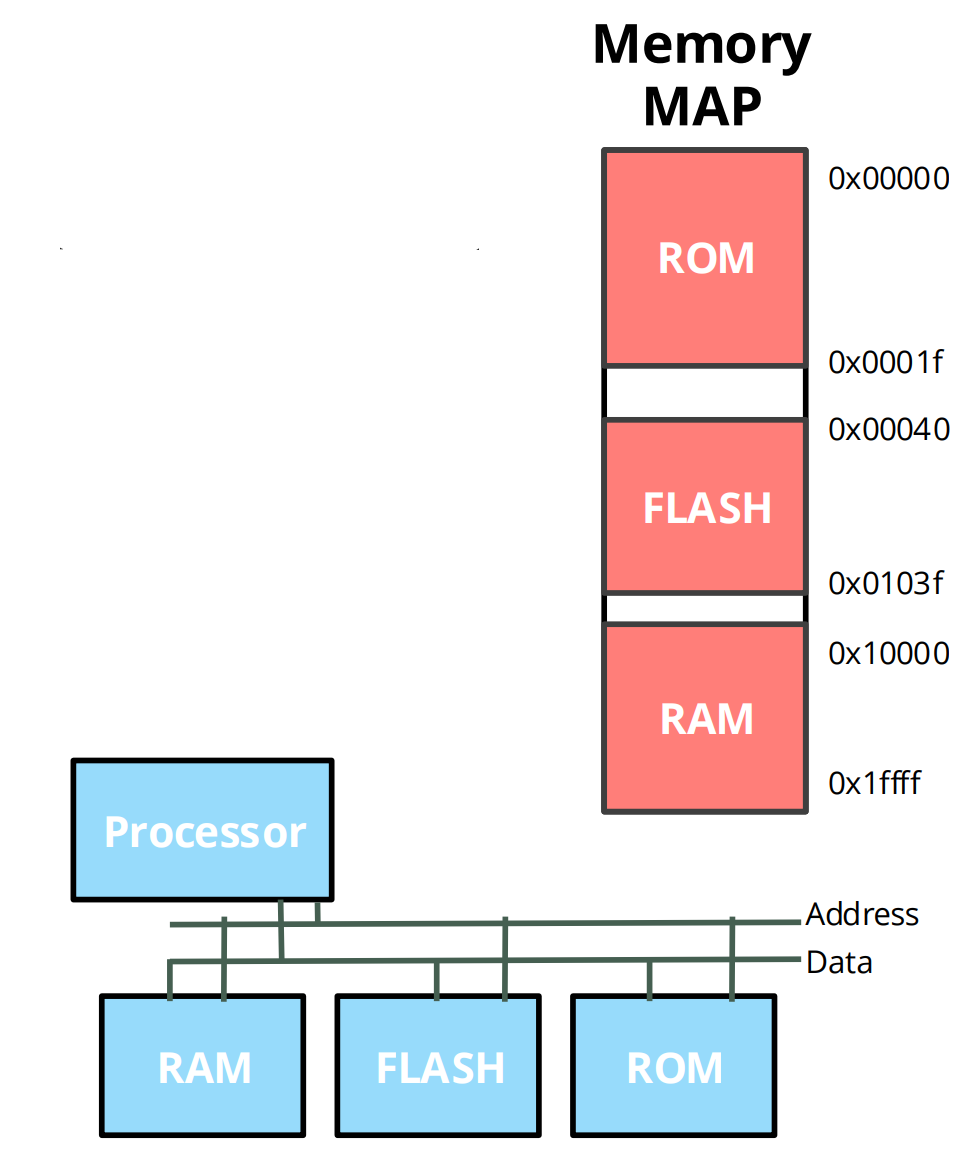 Memory
MAP
0x00000
ROM
0x0001f
0x00040
FLASH
0x0103f
0x10000
RAM
0x1ffff
Processor
Address
Data
RAM
FLASH
ROM